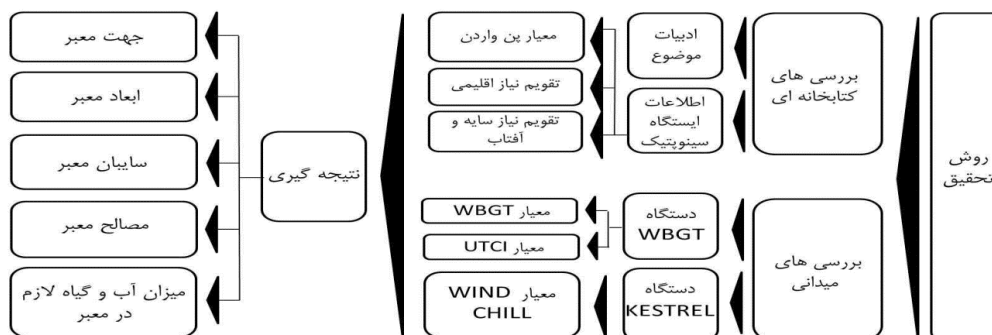 روش
تحقیق
بررسی های
کتابخانه ای
ادبیات
موضوع
اطلاعات
ایستگاه
سینوپتیک
معیار پن واردن
تقویم نیاز اقلیمی
تقویم نیاز سایه و
آفتاب
بررسی های
میدانی
دستگاه
WBGT
معیار WBGT
معیار UTCI
دستگاه
KESTREL
معیار WIND
CHILL
نتیجه گیری
جهت معبر
ابعاد معبر
سایبان معبر
مصالح معبر
میزان آب و گیاه لازم
در معبر